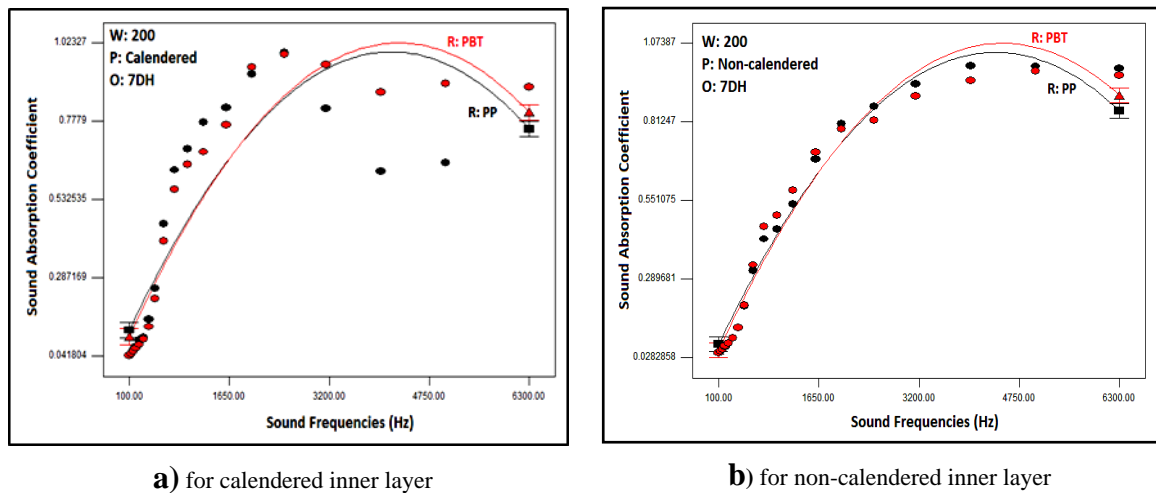 W: 200
P: Calendered
O: 7DH
R: PBT
R: PP
1.02327
0.7779
0.532535
0.287169
0.041804
Sound Absorption Coefficient
100.00 1650.00 3200.00 4750.00 6300.00
Sound Frequencies (Hz)
a) for calendered inner layer
W: 200
P: Non-calendered
O: 7DH
R: PBT
R: PP
1.07387
0.81247
0.551075
0.289681
0.0282858
Sound Absorption Coefficient
100.00 1650.00 3200.00 4750.00 6300.00
Sound Frequencies (Hz)
b) for non-calendered inner layer